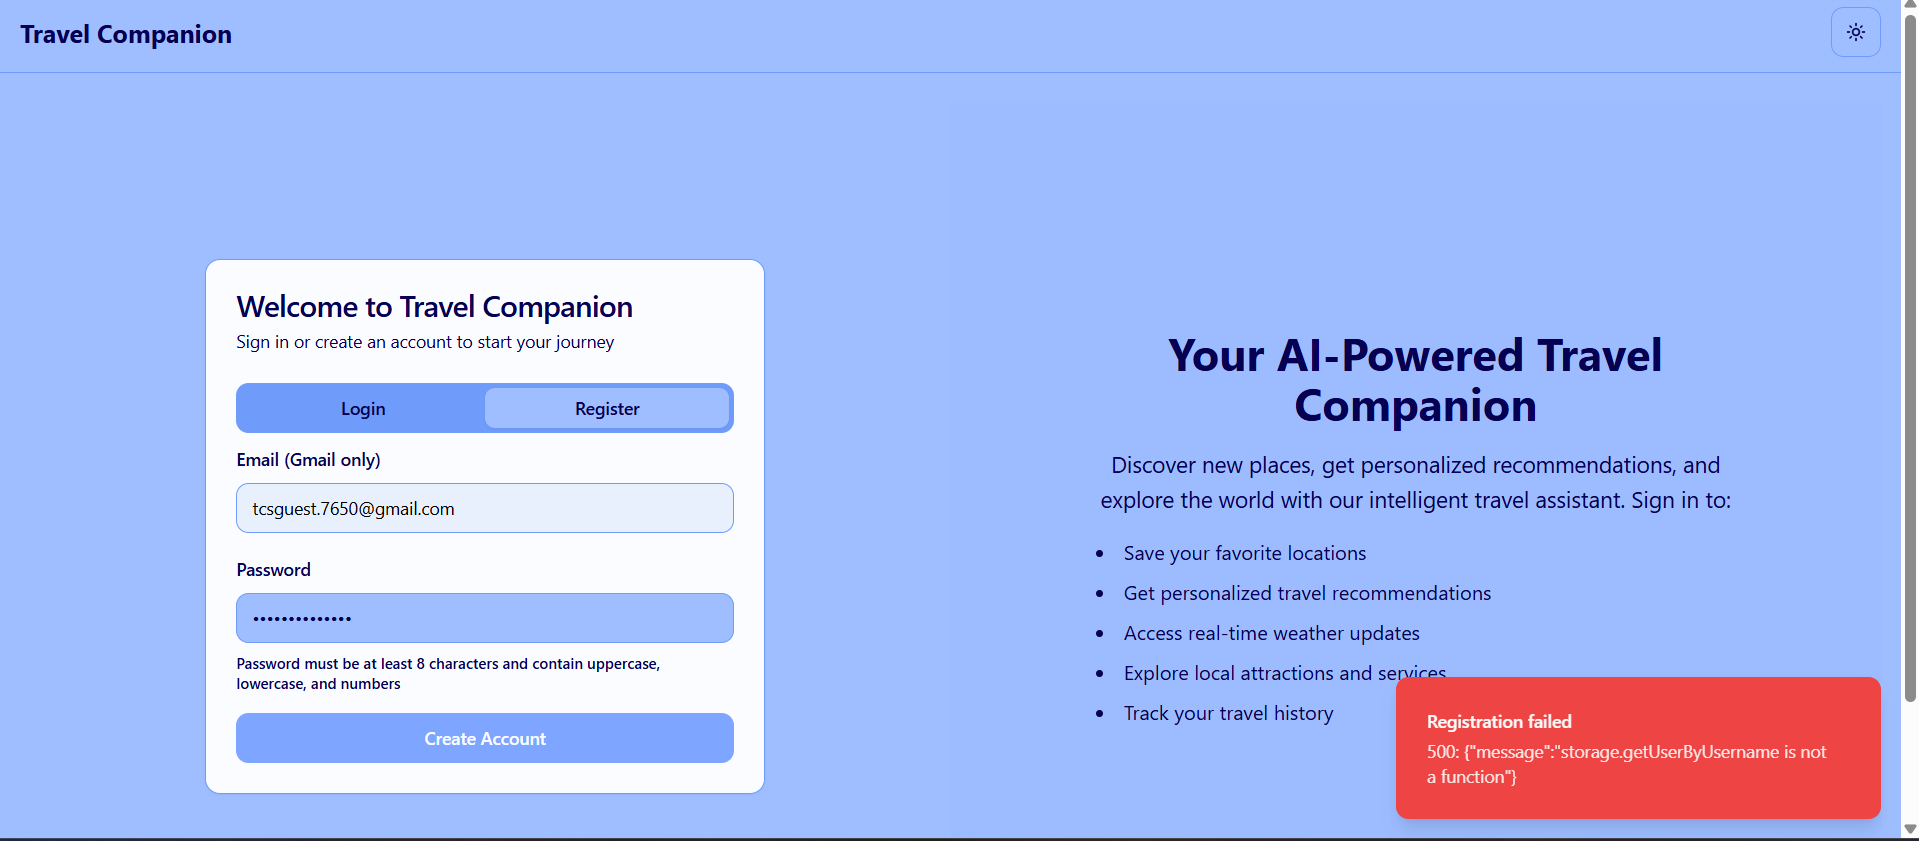 Travel Companion
Welcome to Travel Companion
Sign in or create an account to start your journey
Login
Register
Email (Gmail only)
tcsguest.7650@gmail.com
Password
••••••••••••••
Password must be at least 8 characters and contain uppercase,
lowercase, and numbers
Create Account
Your AI-Powered Travel
Companion
Discover new places, get personalized recommendations, and
explore the world with our intelligent travel assistant. Sign in to:
• Save your favorite locations
• Get personalized travel recommendations
• Access real-time weather updates
• Explore local attractions and services
• Track your travel history
Registration failed
500: {"message":"storage.getUserByUsername is not
a function"}